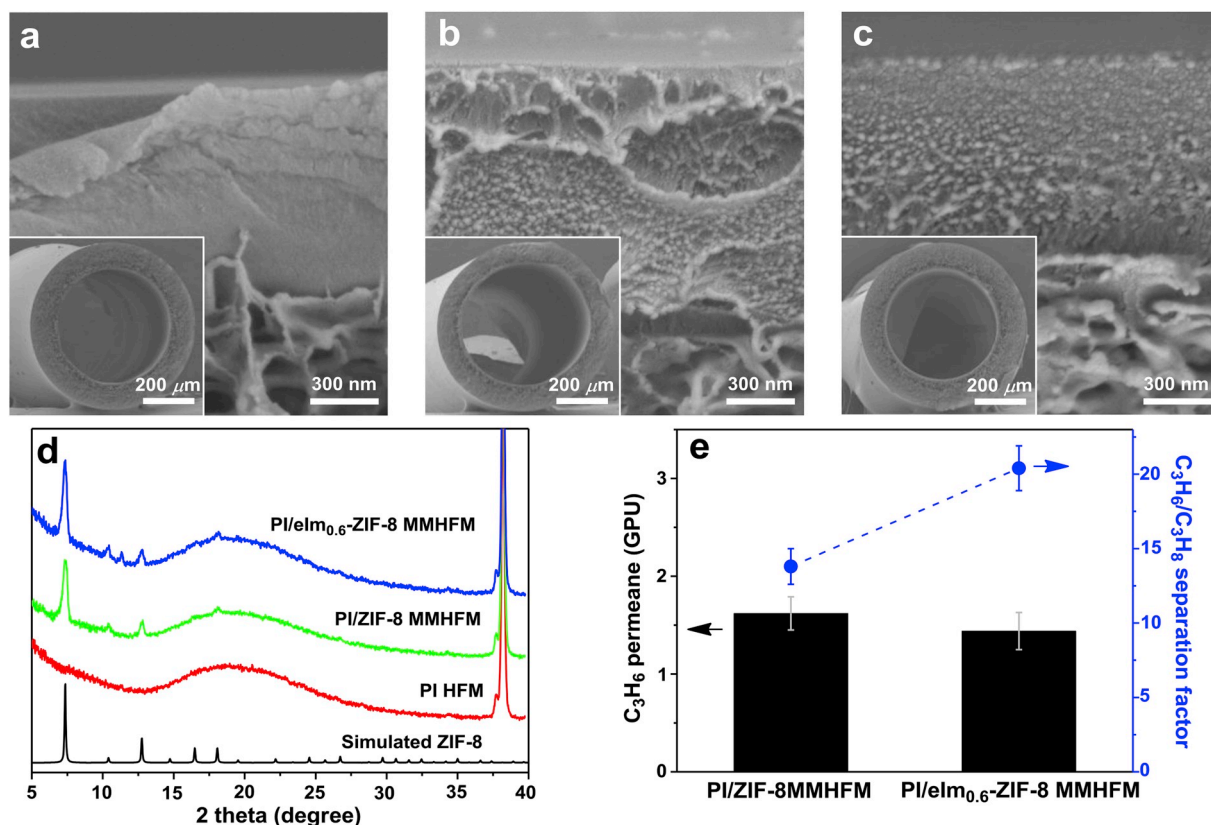 a
200 μm
300 nm
b
200 μm
300 nm
c
200 μm
300 nm
d
PI/eIm0.6-ZIF-8 MMHFM
PI/ZIF-8 MMHFM
PI HFM
Simulated ZIF-8
5 10 15 20 25 30 35 40
2 theta (degree)
e
C3H6 permeane (GPU)
3
2
1
0
20
15
10
5
0
C3H6/C3H8 separation factor
PI/ZIF-8MMHFM
PI/eIm0.6-ZIF-8 MMHFM